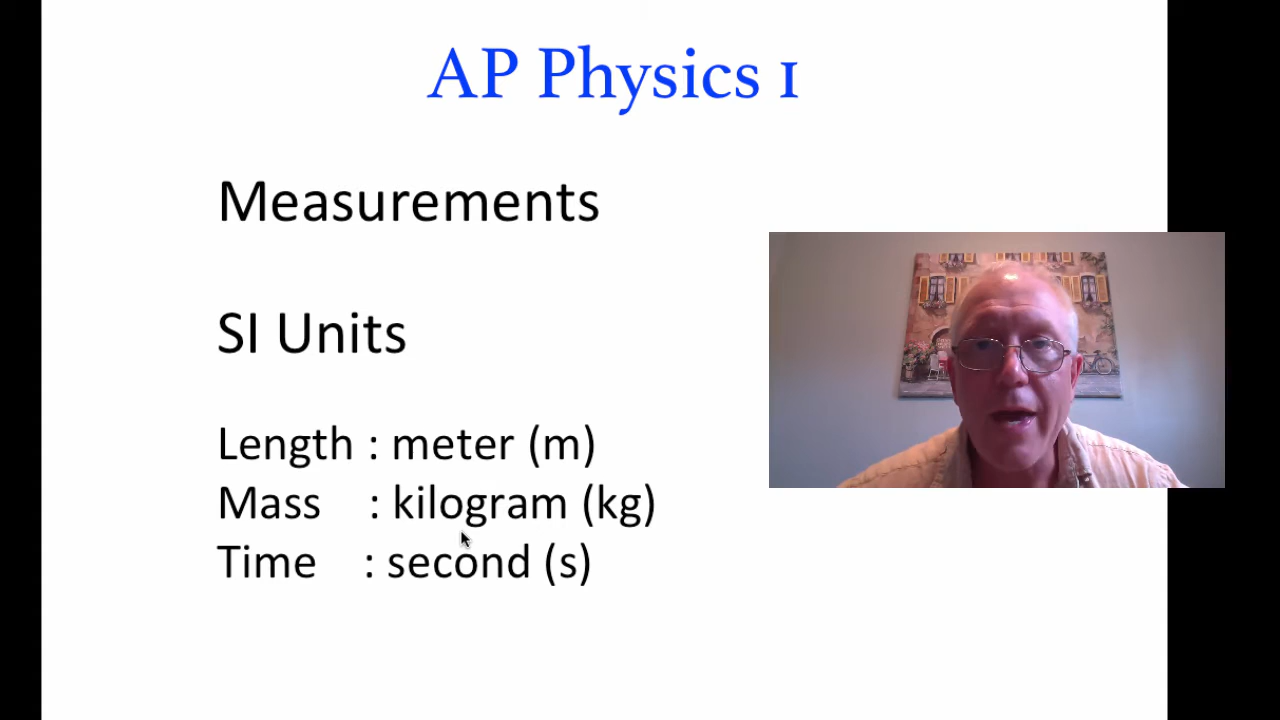 AP Physics 1
Measurements
SI Units
Length : meter (m)
Mass : kilogram (kg)
Time : second (s)